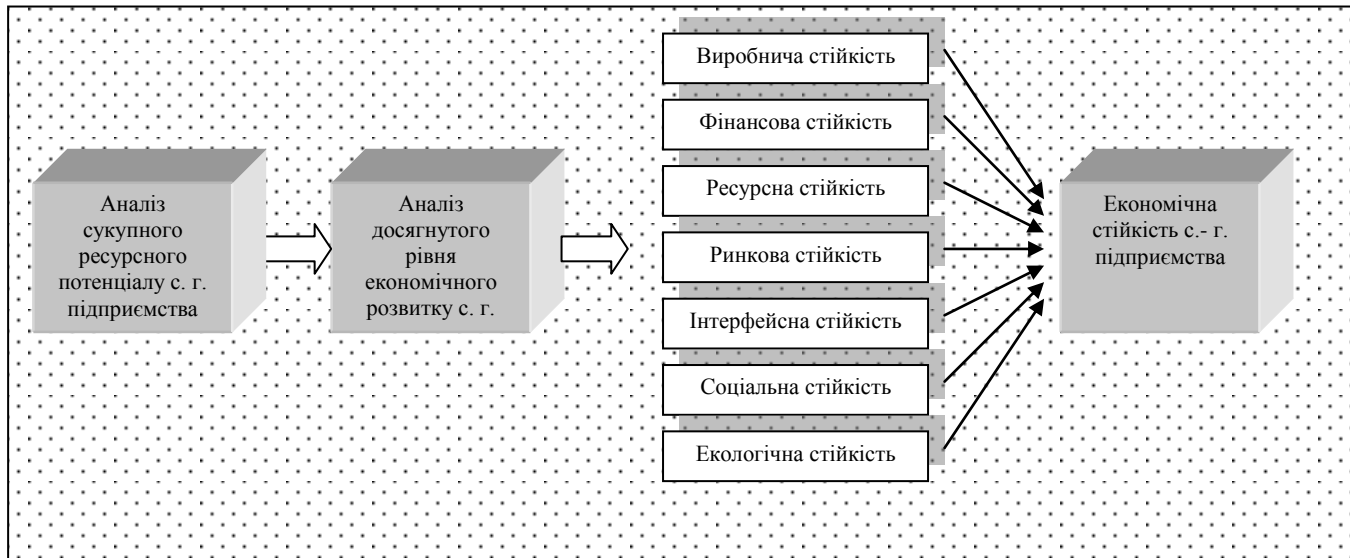 Аналіз
сукупного
ресурсного
потенціалу с. г.
підприємства
Аналіз
досягнутого
рівня
економічного
розвитку с. г.
Виробнича стійкість
Фінансова стійкість
Ресурсна стійкість
Ринкова стійкість
Інтерфейсна стійкість
Соціальна стійкість
Екологічна стійкість
Економічна
стійкість с.- г.
підприємства